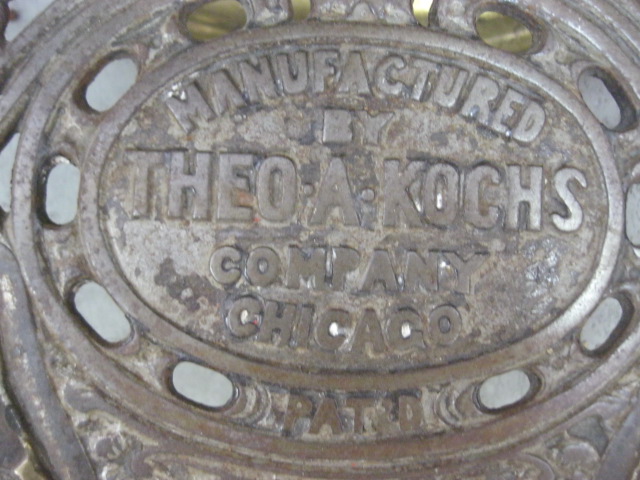 MANUFACTURED
BY
THEO·A·KOCHS
COMPANY
CHICAGO
PAT'D